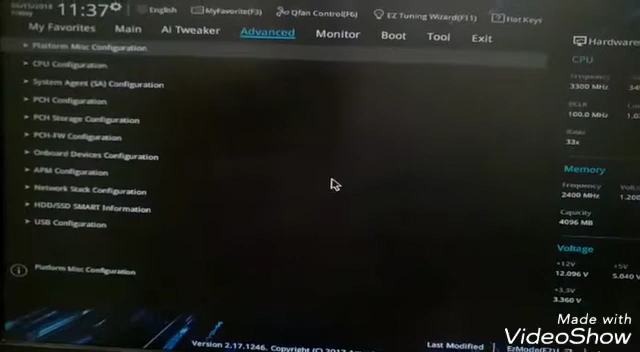 11:37 English MyFavorite(F3) Qfan Control(F6) EZ Tuning Wizard(F11) Hot Keys
My Favorites Main Ai Tweaker Advanced Monitor Boot Tool Exit
Hardware
Platform Misc Configuration
CPU Configuration
System Agent (SA) Configuration
PCH Configuration
PCH Storage Configuration
PCH-FW Configuration
Onboard Devices Configuration
APM Configuration
Network Stack Configuration
HDD/SSD SMART Information
USB Configuration
Platform Misc Configuration
CPU
Frequency
3300 MHz
BCLK
100.0 MHz
Ratio
33x
Memory
Frequency
2400 MHz 1.200
Capacity
4096 MB
Voltage
+12V +5V
12.096 V 5.040
+3.3V
3.360 V
Last Modified
Version 2.17.1246. Copyright (C) 2017
Made with
VideoShow